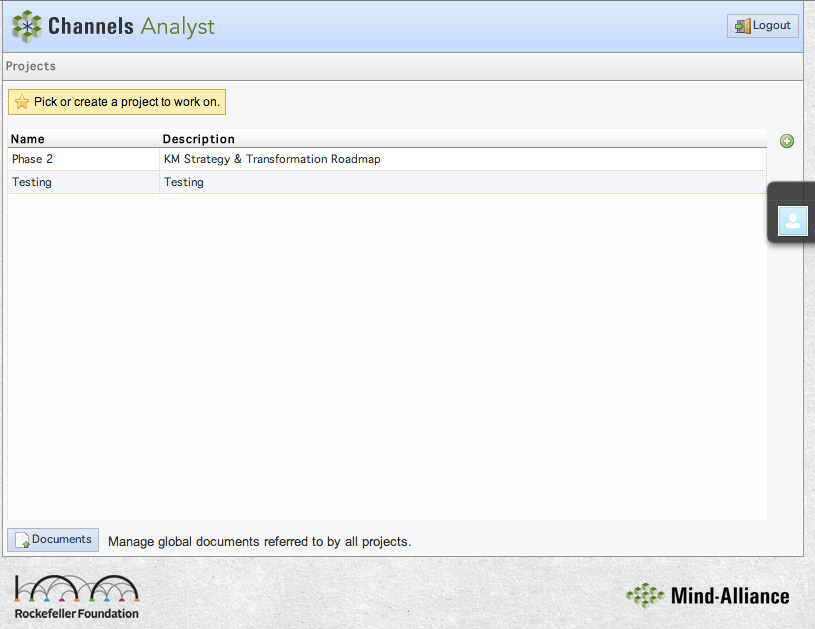 Channels Analyst
Logout
Projects
Pick or create a project to work on.
Name Description
Phase 2 KM Strategy & Transformation Roadmap
Testing Testing
Documents Manage global documents referred to by all projects.
Rockefeller Foundation
Mind-Alliance